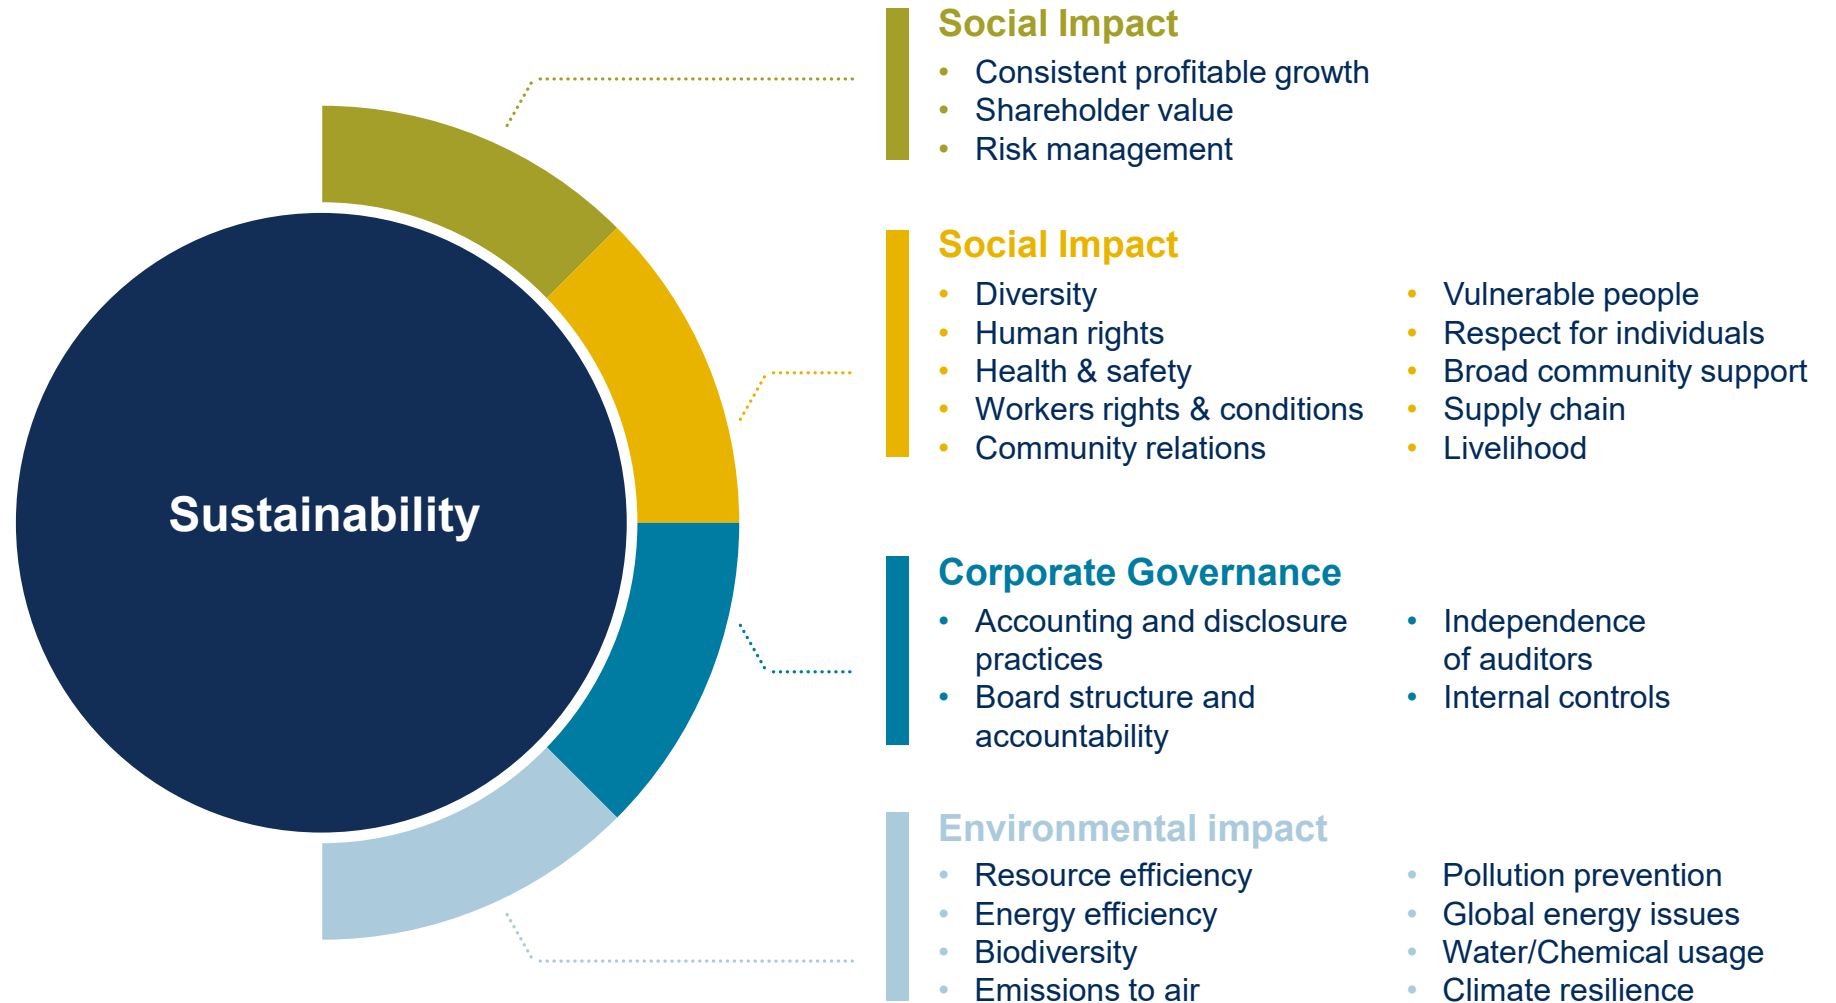 Sustainability
Social Impact
• Consistent profitable growth
• Shareholder value
• Risk management
Social Impact
• Diversity
• Human rights
• Health & safety
• Workers rights & conditions
• Community relations
• Vulnerable people
• Respect for individuals
• Broad community support
• Supply chain
• Livelihood
Corporate Governance
• Accounting and disclosure
practices
• Board structure and
accountability
• Independence
of auditors
• Internal controls
Environmental impact
• Resource efficiency
• Energy efficiency
• Biodiversity
• Emissions to air
• Pollution prevention
• Global energy issues
• Water/Chemical usage
• Climate resilience